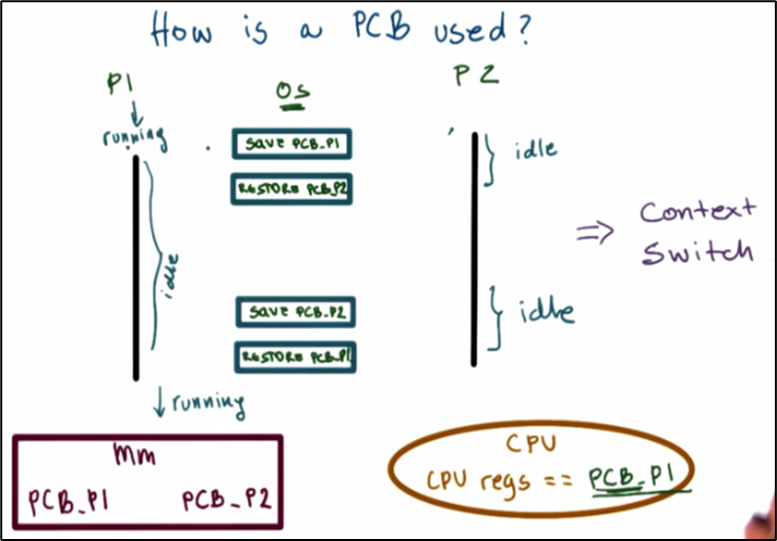 How is a PCB used?
P1
OS
P2
running
SAVE PCB_P1
idle
RESTORE PCB_P2
Context
Switch
idle
SAVE PCB_P2
idle
RESTORE PCB_P1
running
mm
PCB_P1 PCB_P2
CPU
CPU regs == PCB_P1